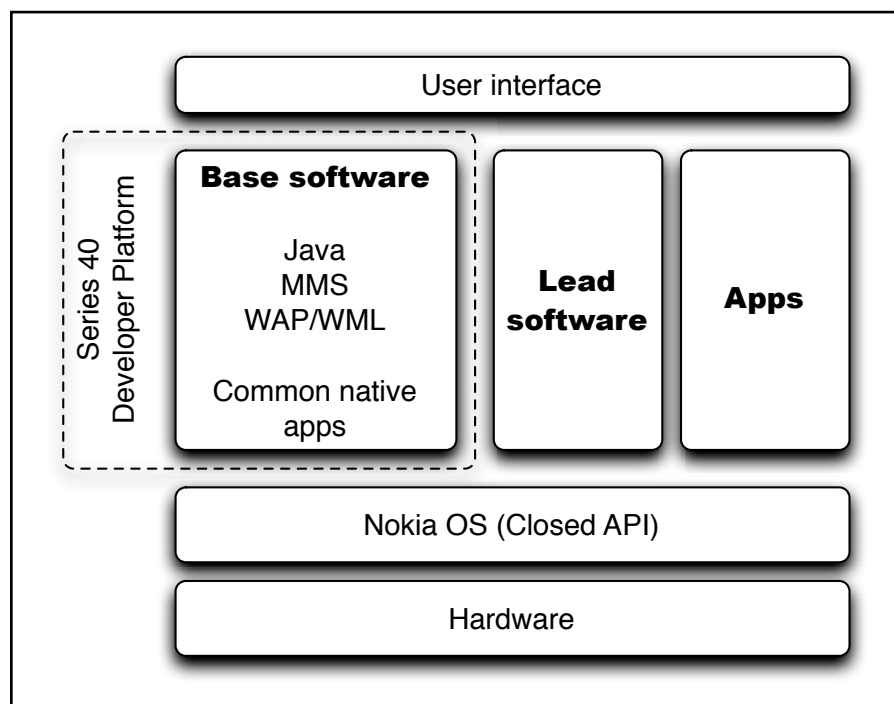 User interface
Series 40
Developer Platform
Base software
Java
MMS
WAP/WML
Common native
apps
Lead
software
Apps
Nokia OS (Closed API)
Hardware